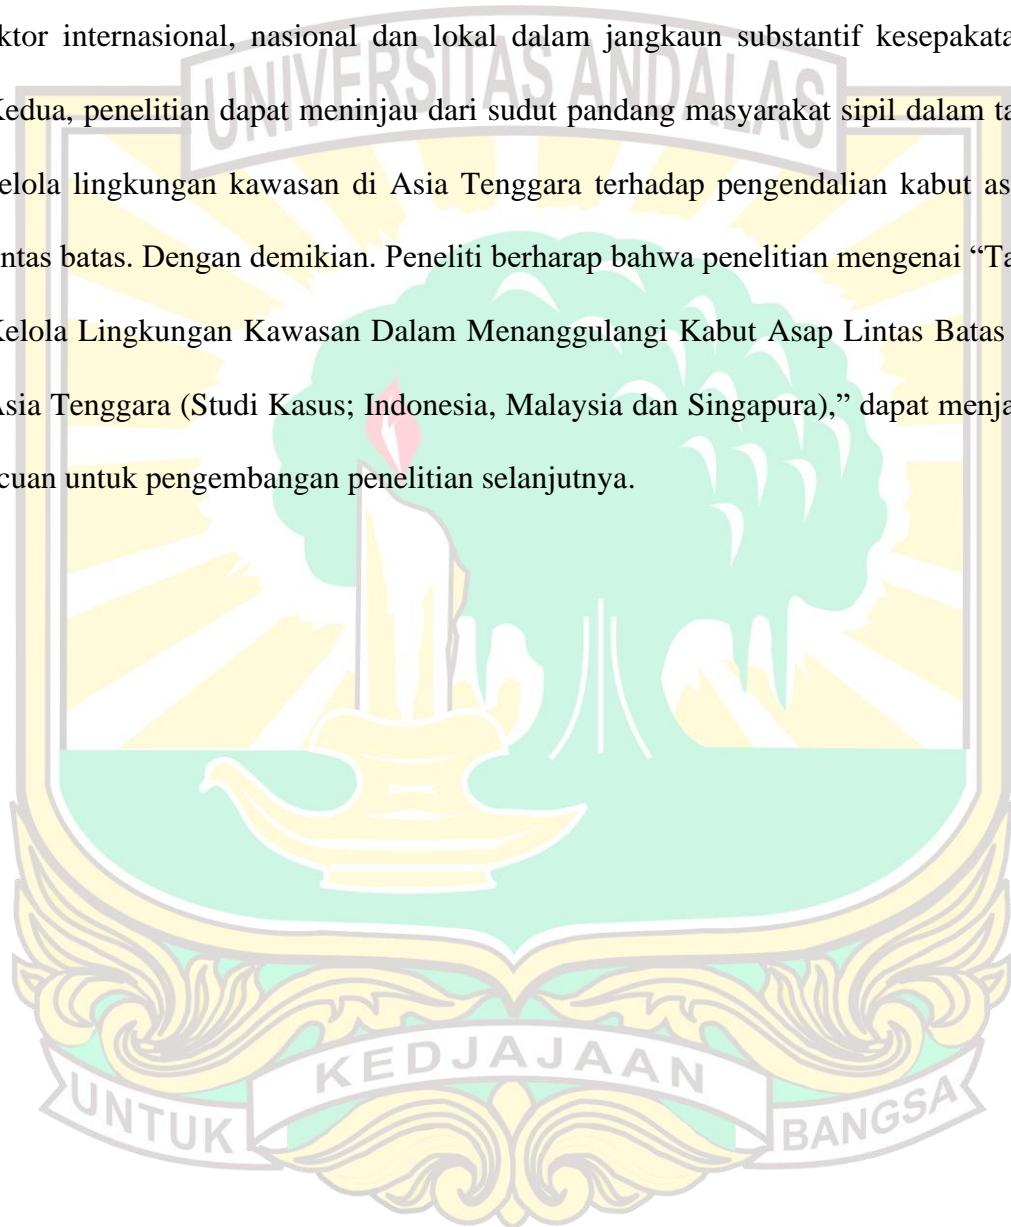 UNIVERSITAS ANDALAS
ktor internasional, nasional dan lokal dalam jangkaun substantif kesepakata
Kedua, penelitian dapat meninjau dari sudut pandang masyarakat sipil dalam ta
elola lingkungan kawasan di Asia Tenggara terhadap pengendalian kabut as
ntas batas. Dengan demikian. Peneliti berharap bahwa penelitian mengenai “Ta
Kelola Lingkungan Kawasan Dalam Menanggulangi Kabut Asap Lintas Batas
Asia Tenggara (Studi Kasus; Indonesia, Malaysia dan Singapura),” dapat menja
cuan untuk pengembangan penelitian selanjutnya.
UNTUK KEDJAJAAN BANGSA